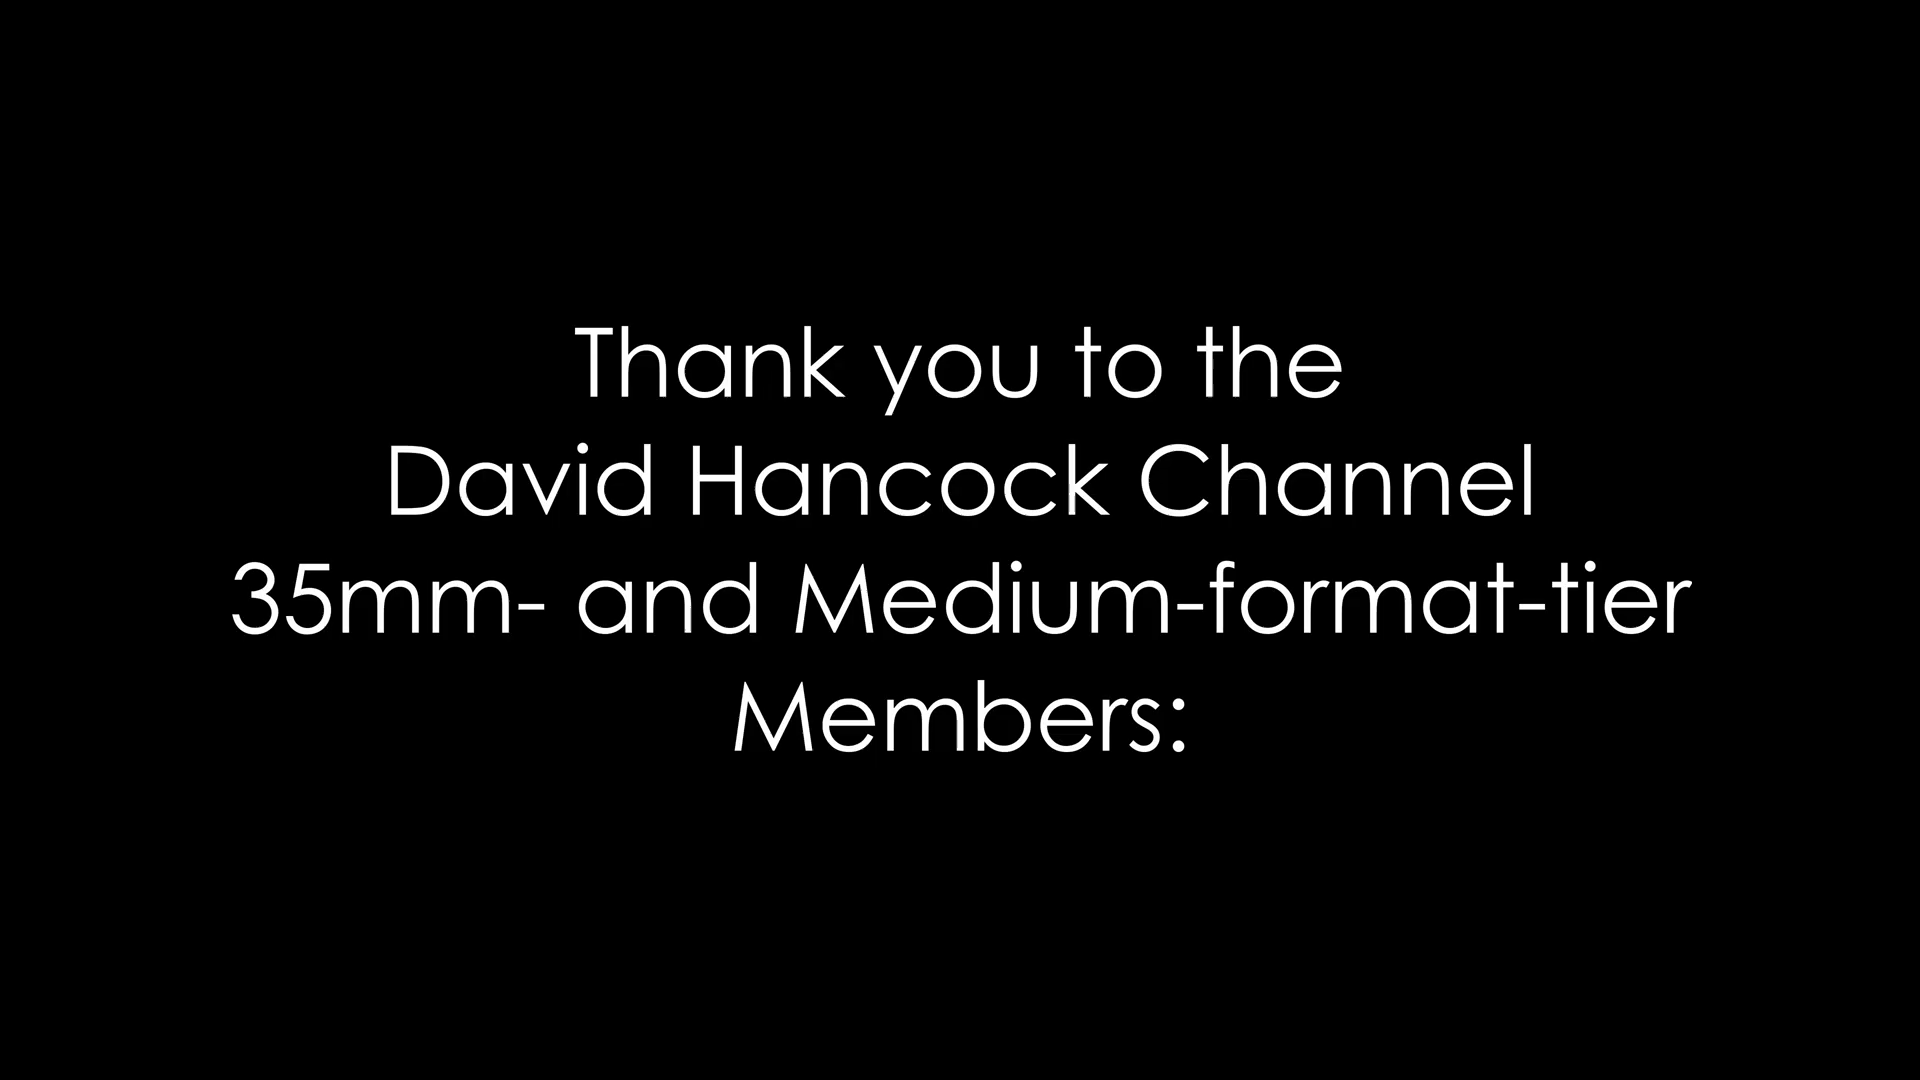 Thank you to the
David Hancock Channel
35mm- and Medium-format-tier
Members: